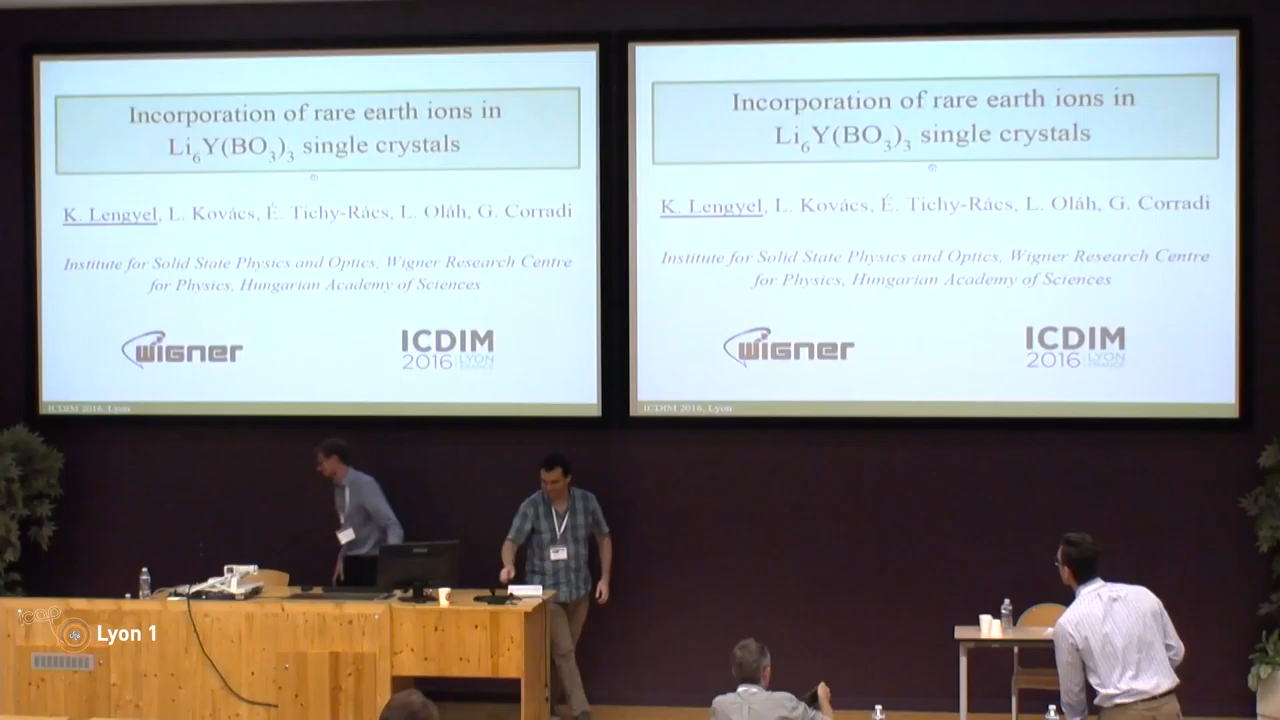 Incorporation of rare earth ions in
Li6Y(BO3)3 single crystals
K. Lengyel, L. Kovács, É. Tichy-Rács, L. Oláh, G. Corradi
Institute for Solid State Physics and Optics, Wigner Research Centre
for Physics, Hungarian Academy of Sciences
wigner
ICDIM
2016 LYON
FRANCE
ICDIM 2016, Lyon
Incorporation of rare earth ions in
Li6Y(BO3)3 single crystals
K. Lengyel, L. Kovács, É. Tichy-Rács, L. Oláh, G. Corradi
Institute for Solid State Physics and Optics, Wigner Research Centre
for Physics, Hungarian Academy of Sciences
wigner
ICDIM
2016 LYON
FRANCE
ICDIM 2016, Lyon
icap
Lyon 1